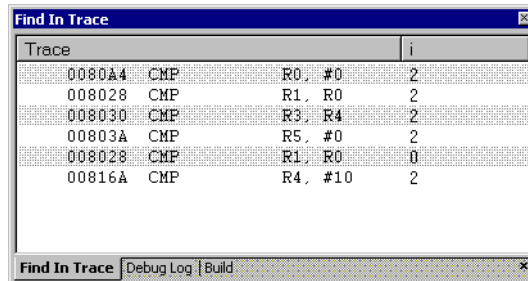 Find In Trace
Trace i
0080A4 CMP R0, #0 2
008028 CMP R1, R0 2
008030 CMP R3, R4 2
00803A CMP R5, #0 2
008028 CMP R1, R0 0
00816A CMP R4, #10 2
Find In Trace Debug Log Build